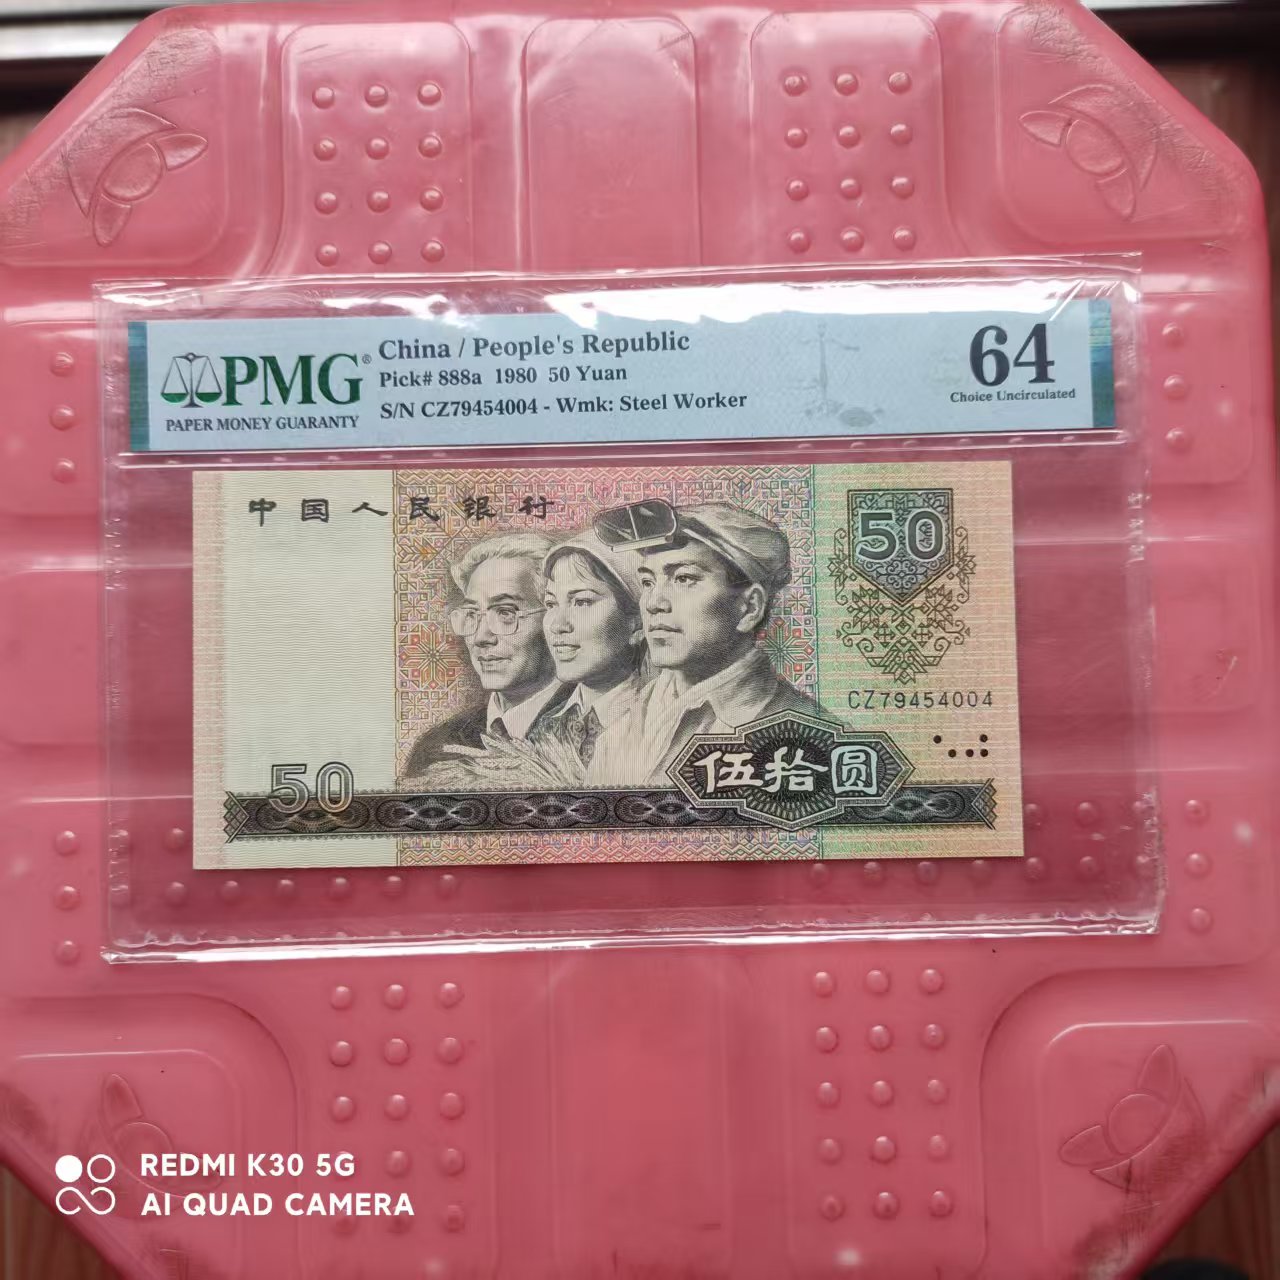 PMG®
PAPER MONEY GUARANTY
China / People's Republic
Pick# 888a 1980 50 Yuan
S/N CZ79454004 - Wmk: Steel Worker
64
Choice Uncirculated
中国人民银行
50
CZ79454004
伍拾圆
50
REDMI K30 5G
AI QUAD CAMERA